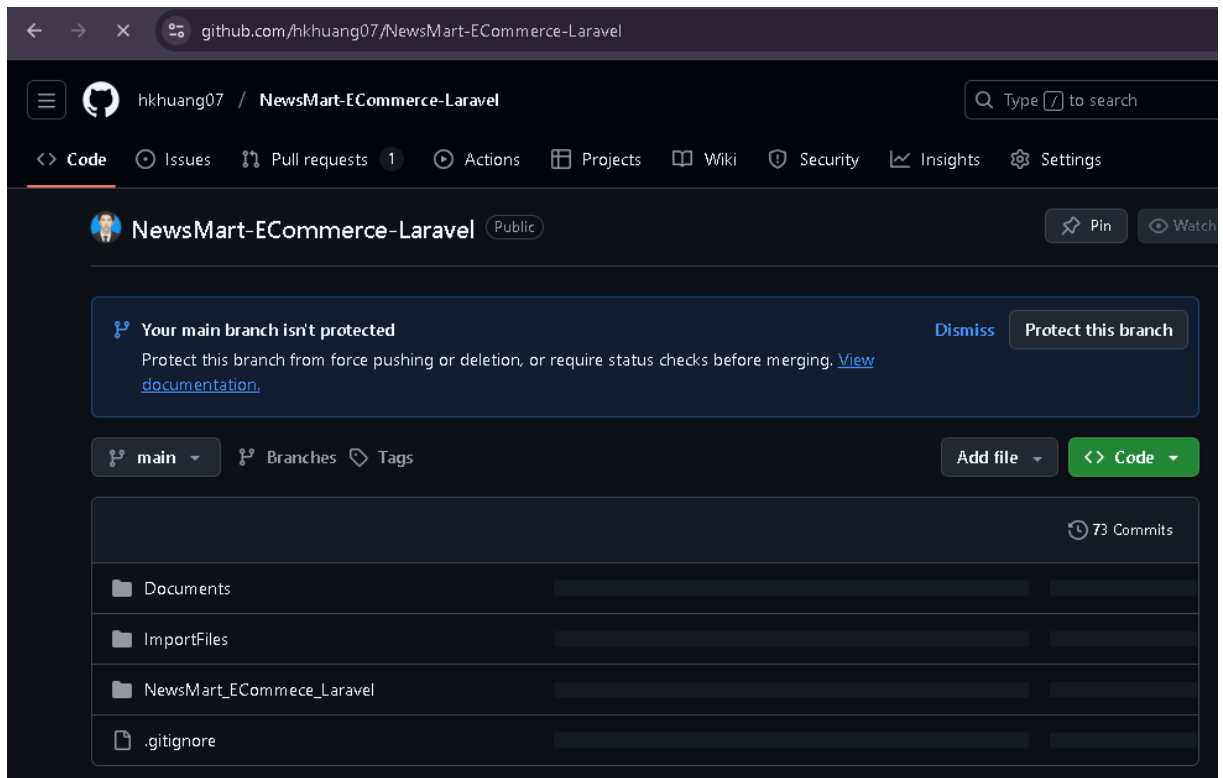 github.com/hkhuang07/NewsMart-ECommerce-Laravel
hkhuang07 / NewsMart-ECommerce-Laravel
Type / to search
Code Issues Pull requests 1 Actions Projects Wiki Security Insights Settings
NewsMart-ECommerce-Laravel Public
Pin Watch
Your main branch isn't protected
Dismiss Protect this branch
Protect this branch from force pushing or deletion, or require status checks before merging. View
documentation.
main Branches Tags
Add file Code
73 Commits
Documents
ImportFiles
NewsMart_ECommece_Laravel
.gitignore